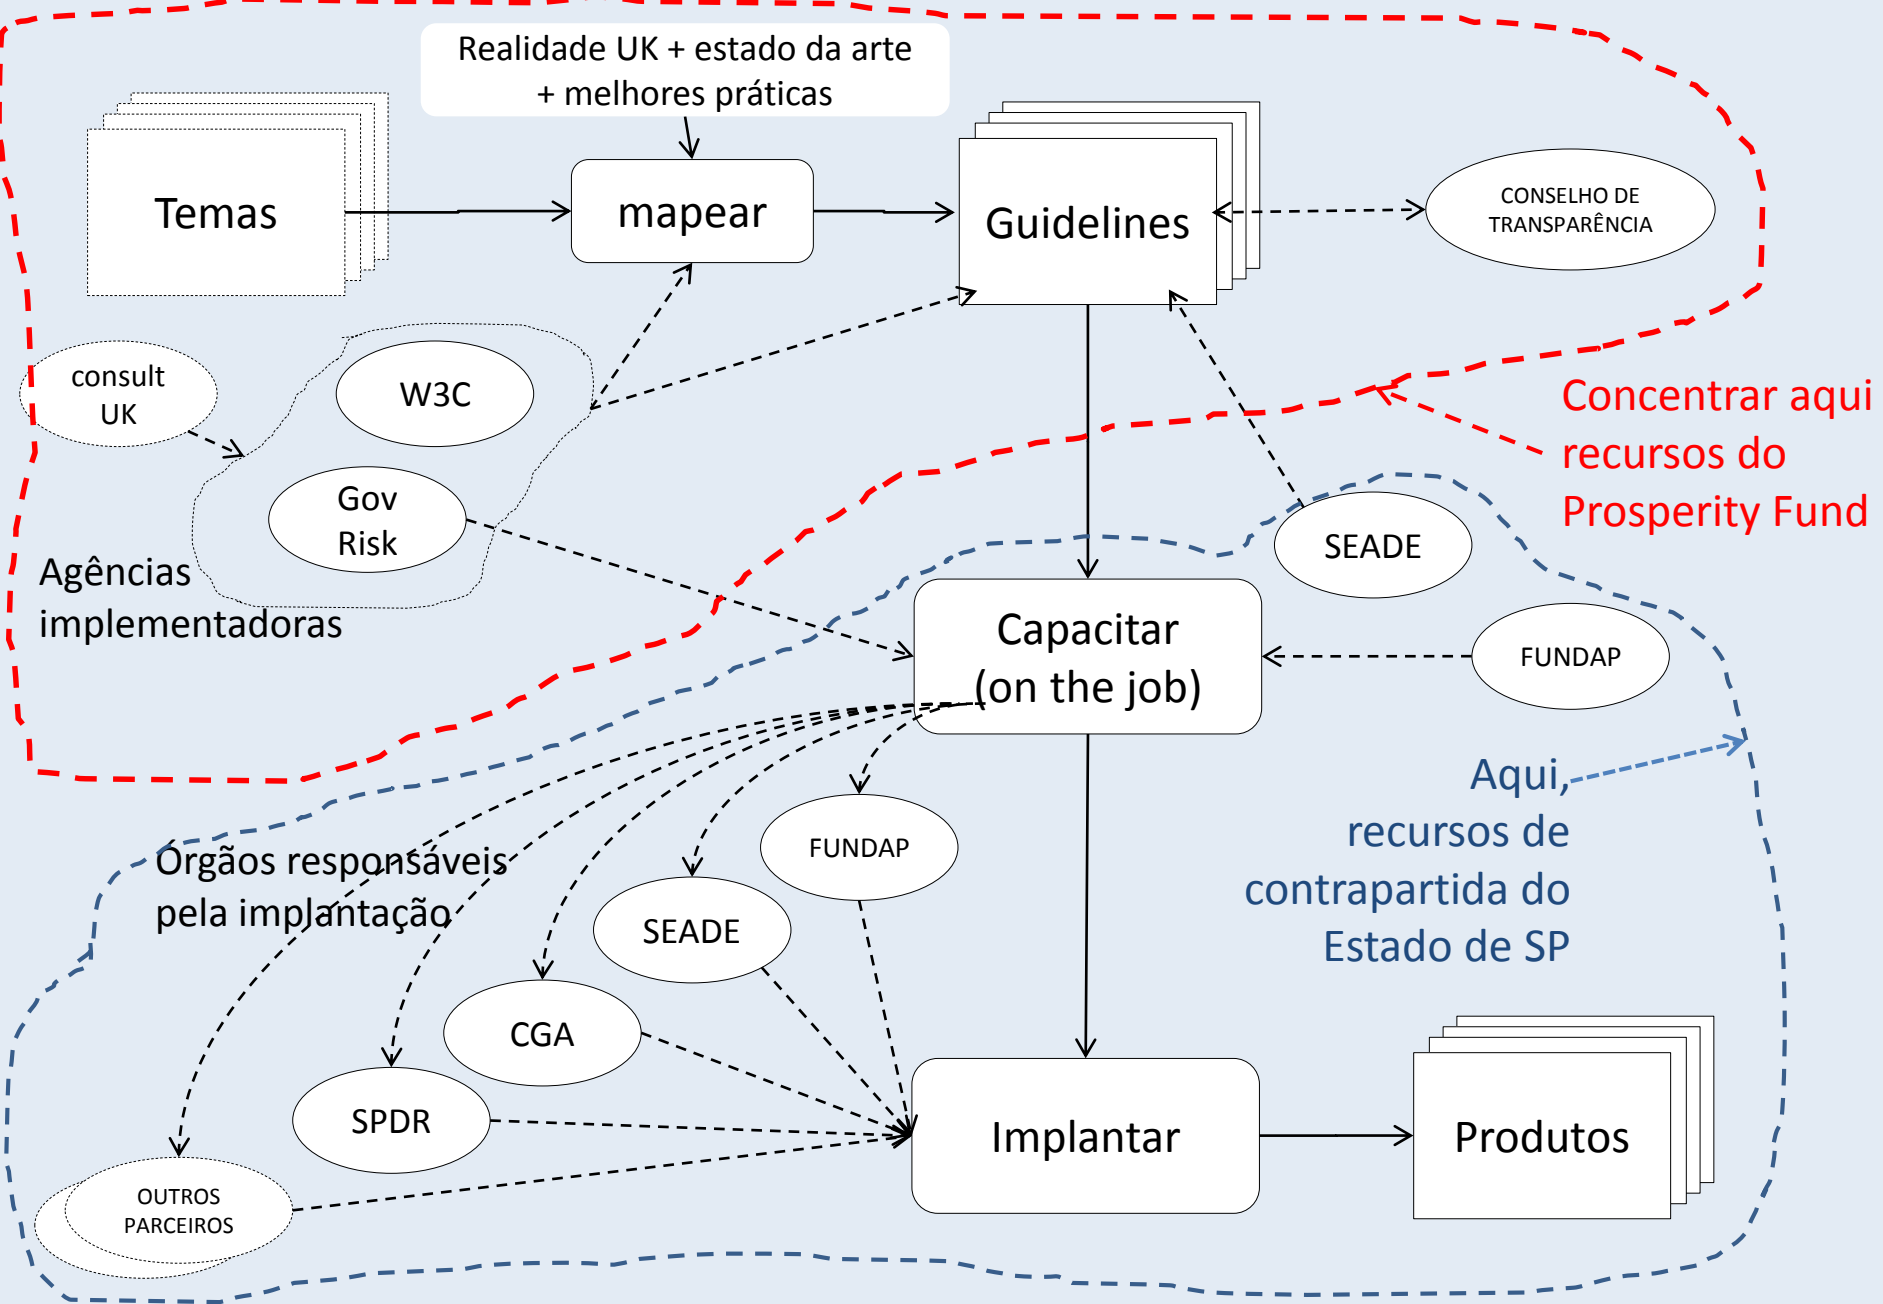 Realidade UK + estado da arte
+ melhores práticas
Temas
mapear
Guidelines
CONSELHO DE
TRANSPARÊNCIA
consult
UK
W3C
Gov
Risk
Agências
implementadoras
Concentrar aqui
recursos do
Prosperity Fund
SEADE
Capacitar
(on the job)
FUNDAP
Aqui,
recursos de
contrapartida do
Estado de SP
Órgãos responsáveis
pela implantação
FUNDAP
SEADE
CGA
SPDR
OUTROS
PARCEIROS
Implantar
Produtos